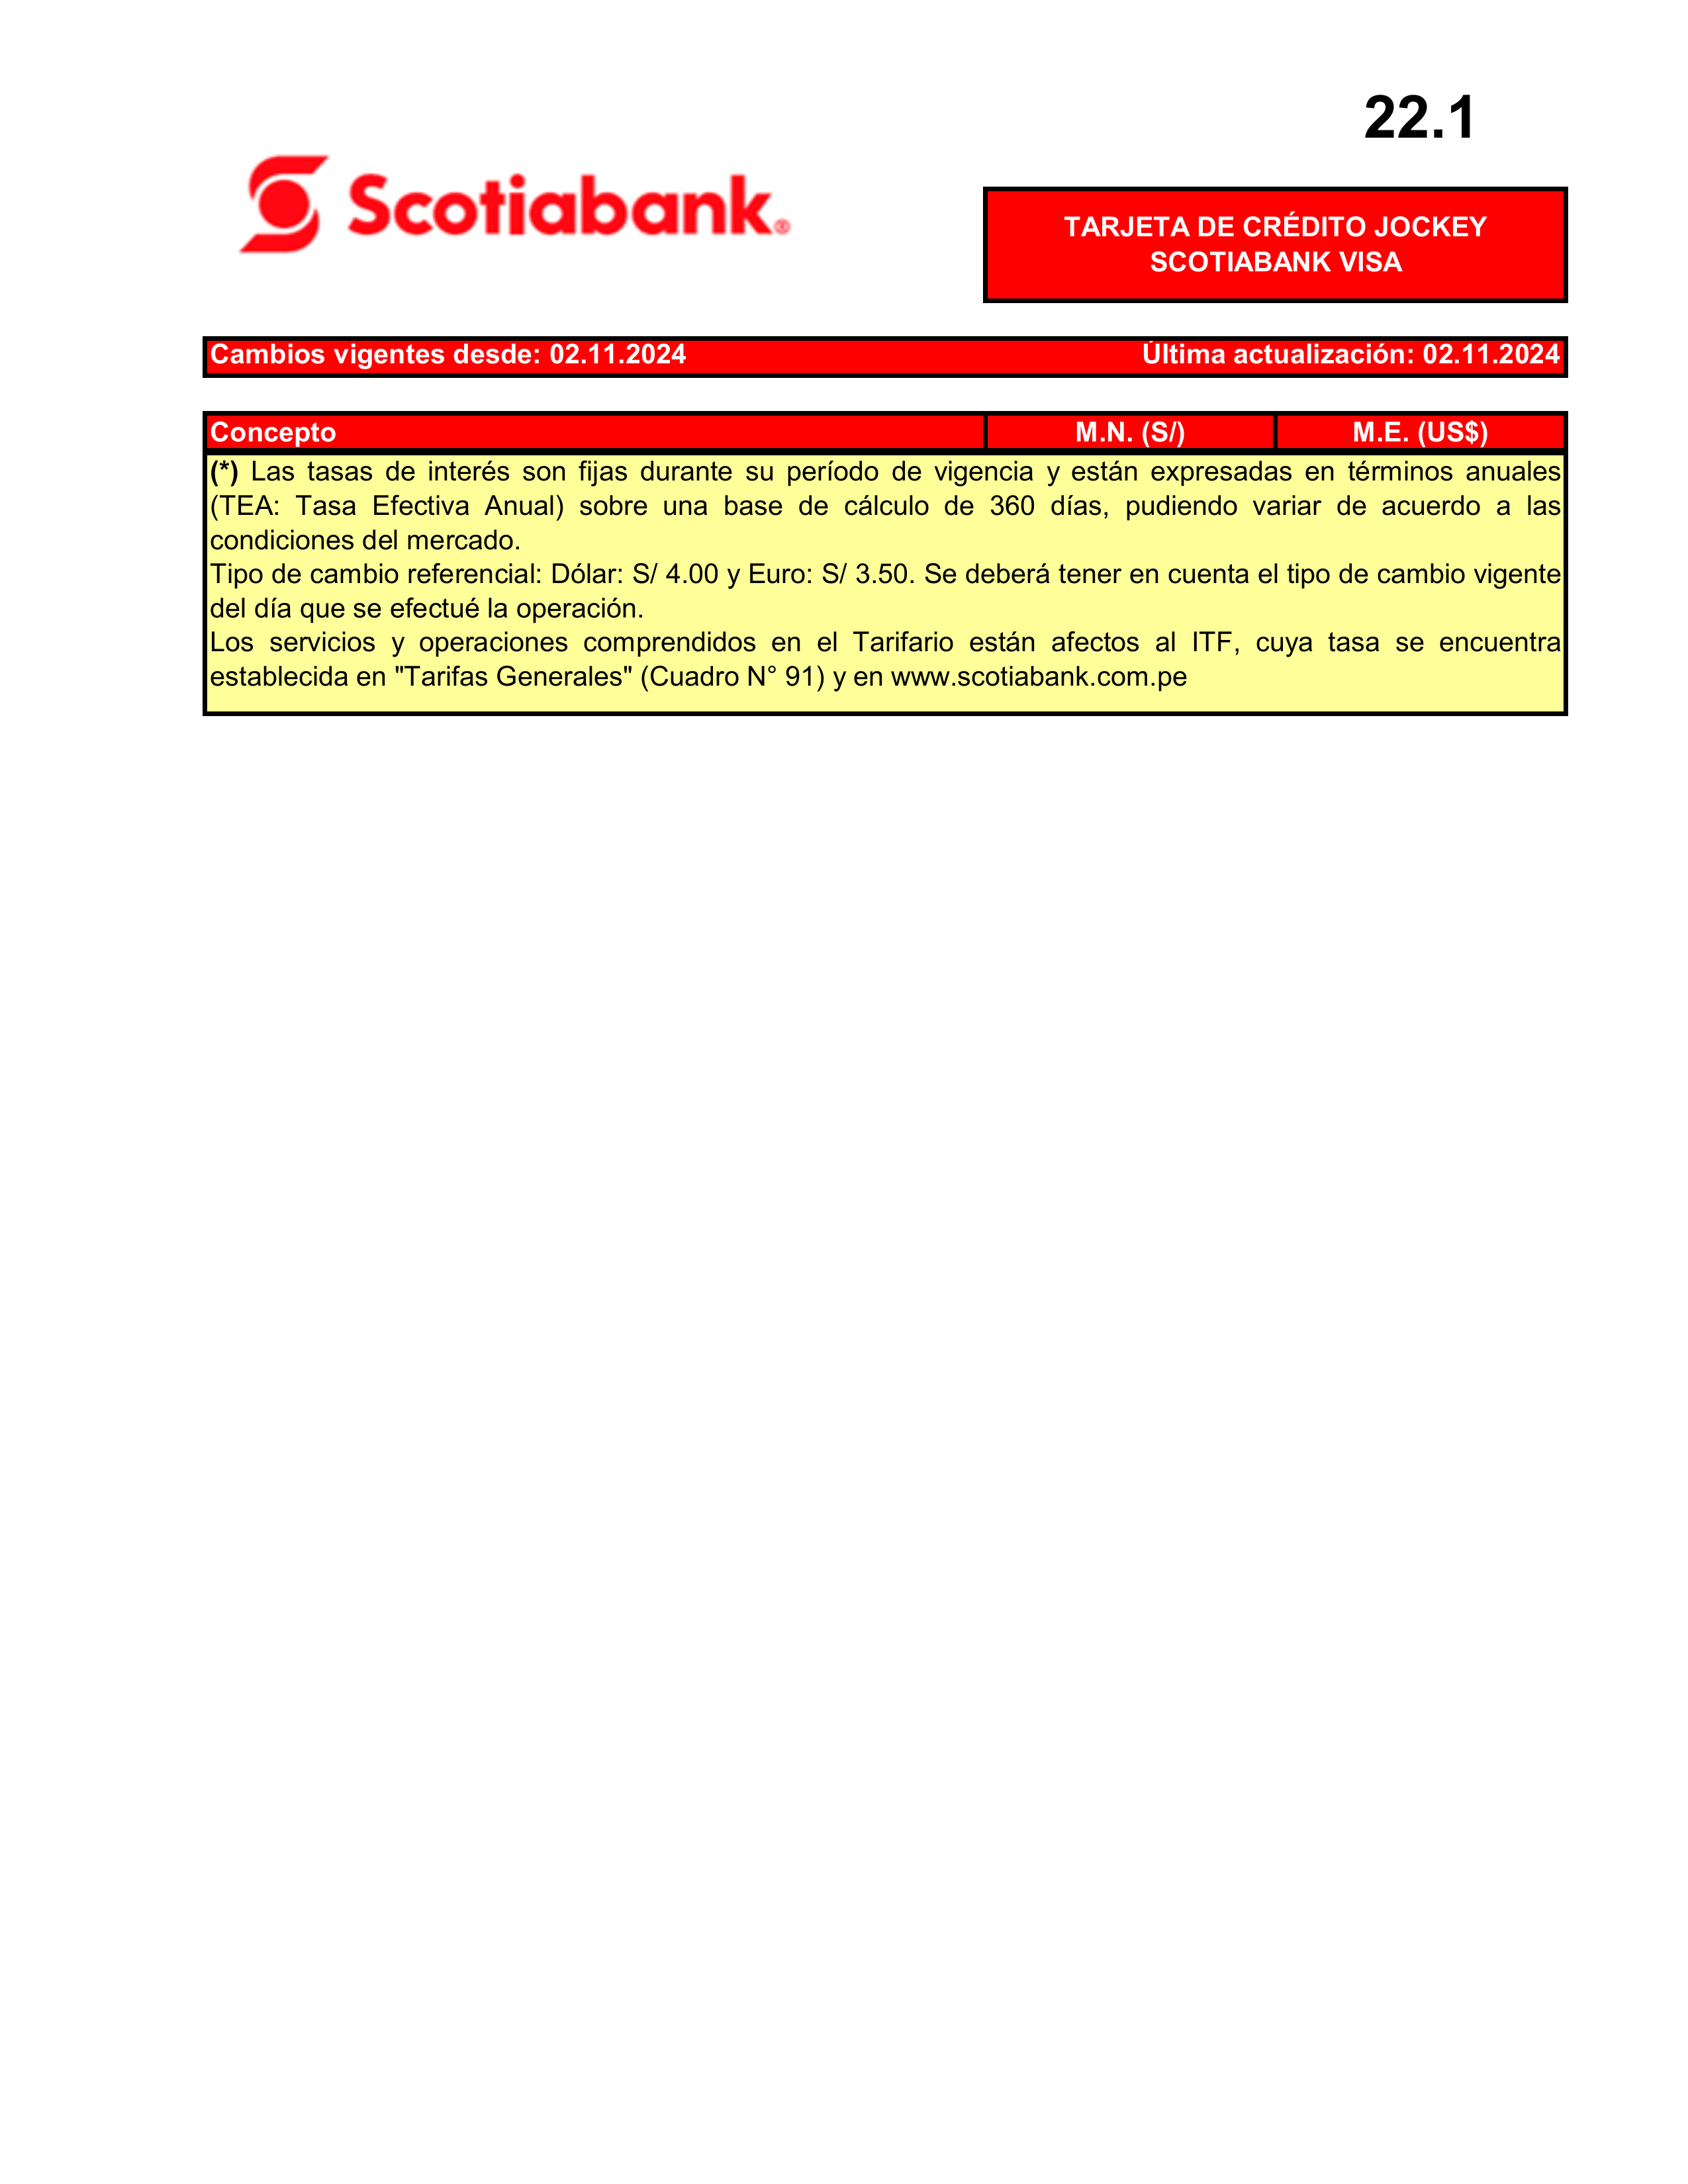 22.1
Scotiabank®
TARJETA DE CRÉDITO JOCKEY
SCOTIABANK VISA
Cambios vigentes desde: 02.11.2024 Última actualización: 02.11.2024
Concepto M.N. (S/) M.E. (US$)
(*) Las tasas de interés son fijas durante su período de vigencia y están expresadas en términos anuales
(TEA: Tasa Efectiva Anual) sobre una base de cálculo de 360 días, pudiendo variar de acuerdo a las
condiciones del mercado.
Tipo de cambio referencial: Dólar: S/ 4.00 y Euro: S/ 3.50. Se deberá tener en cuenta el tipo de cambio vigente
del día que se efectué la operación.
Los servicios y operaciones comprendidos en el Tarifario están afectos al ITF, cuya tasa se encuentra
establecida en "Tarifas Generales" (Cuadro N° 91) y en www.scotiabank.com.pe